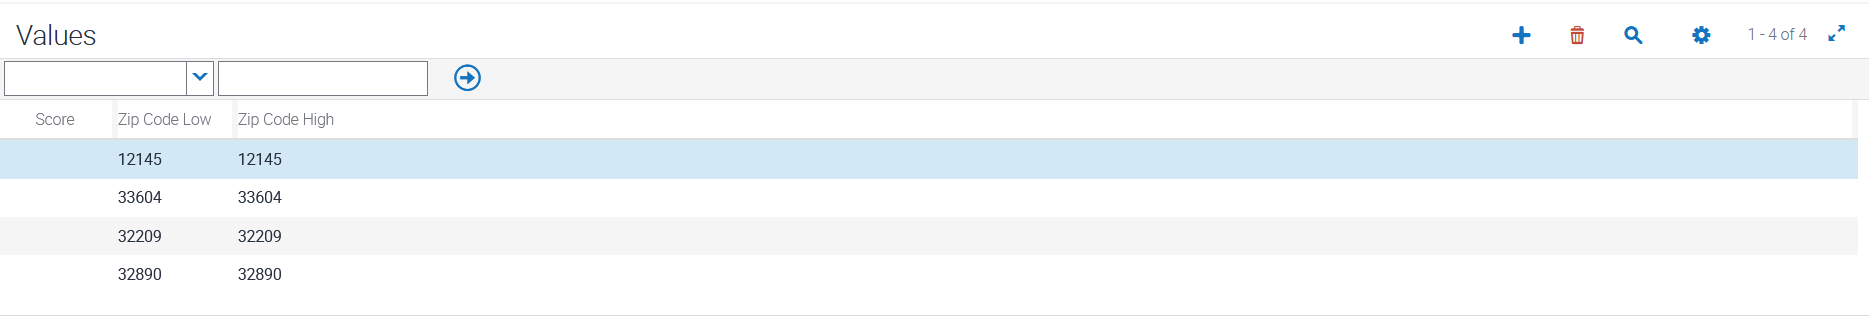 Values
1 - 4 of 4
Score Zip Code Low Zip Code High
12145 12145
33604 33604
32209 32209
32890 32890